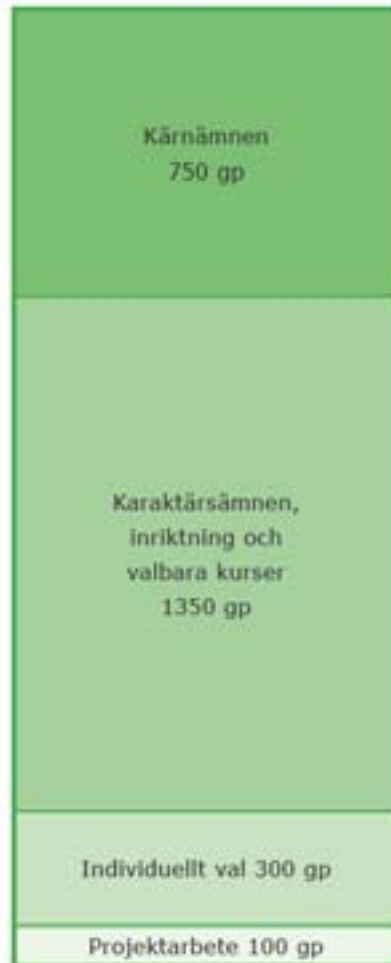 Kärnämnen
750 gp
Karaktärsämnen,
inriktning och
valbara kurser
1350 gp
Individuellt val 300 gp
Projektarbete 100 gp